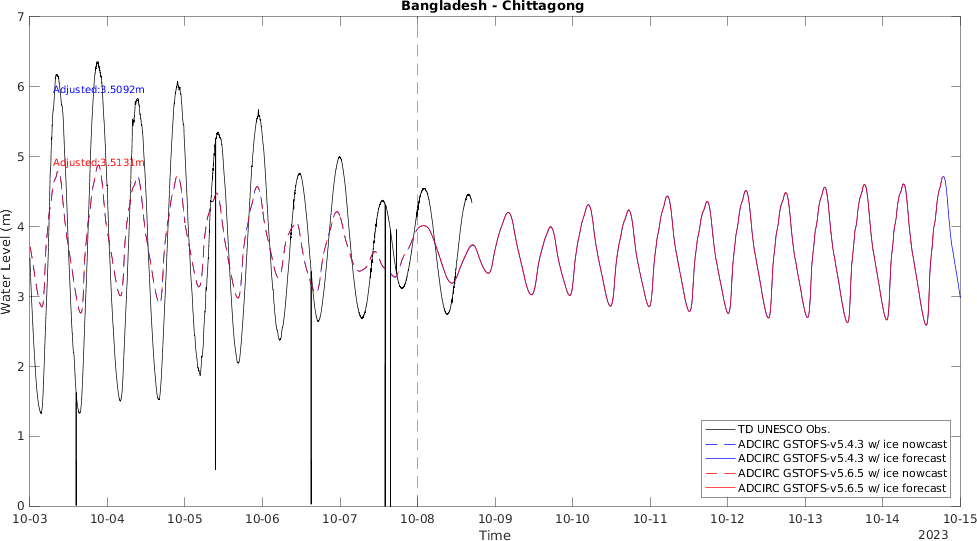 Bangladesh - Chittagong
7
6
5
4
3
2
1
0
Water Level (m)
Adjusted:3.5092m
Adjusted:3.5131m
TD UNESCO Obs.
ADCIRC GSTOFS-v5.4.3 w/ ice nowcast
ADCIRC GSTOFS-v5.4.3 w/ ice forecast
ADCIRC GSTOFS-v5.6.5 w/ ice nowcast
ADCIRC GSTOFS-v5.6.5 w/ ice forecast
10-03 10-04 10-05 10-06 10-07 10-08 10-09 10-10 10-11 10-12 10-13 10-14 10-15
Time
2023